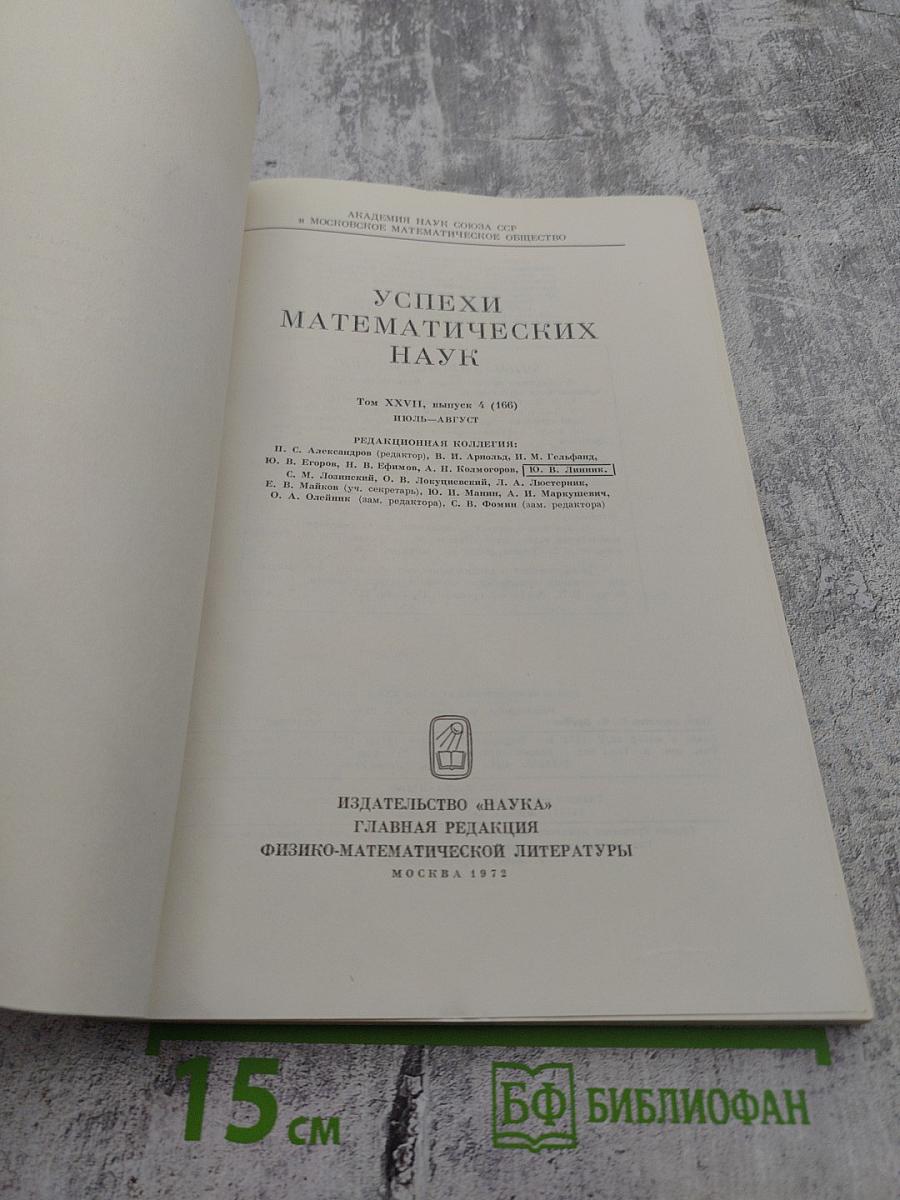 АКАДЕМИЯ НАУК СОЮЗА ССР
и МОСКОВСКОЕ МАТЕМАТИЧЕСКОЕ ОБЩЕСТВО
УСПЕХИ
МАТЕМАТИЧЕСКИХ
НАУК
Том XXVII, выпуск 4 (166)
ИЮЛЬ—АВГУСТ
РЕДАКЦИОННАЯ КОЛЛЕГИЯ:
П. С. Александров (редактор), В. И. Арнольд, И. М. Гельфанд,
Ю. В. Егоров, Н. В. Ефимов, А. Н. Колмогоров, Ю. В. Линник.
С. М. Лозинский, О. В. Локуциевский, Л. А. Люстерник,
Е. В. Майков (уч. секретарь), Ю. И. Манин, А. И. Маркушевич,
О. А. Олейник (зам. редактора), С. В. Фомин (зам. редактора)
ИЗДАТЕЛЬСТВО «НАУКА»
ГЛАВНАЯ РЕДАКЦИЯ
ФИЗИКО-МАТЕМАТИЧЕСКОЙ ЛИТЕРАТУРЫ
МОСКВА 1972
15 см
БФ БИБЛИОФАН